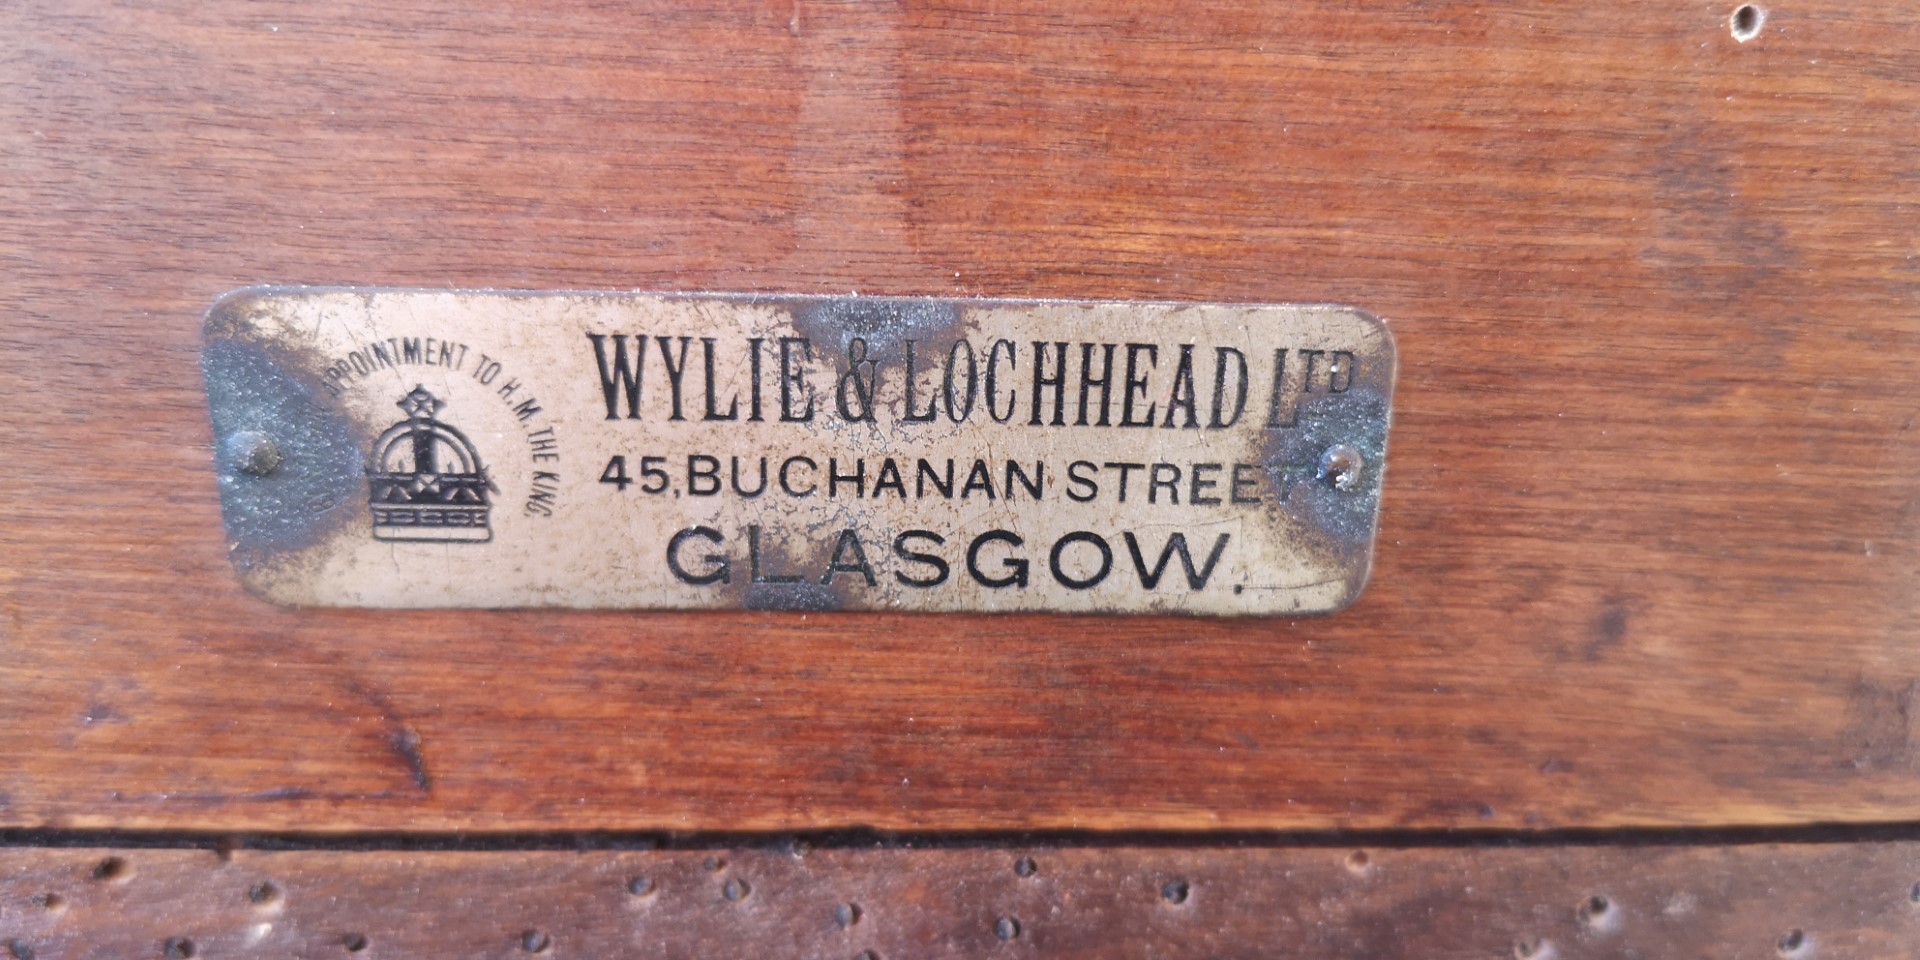 APPOINTMENT TO H.M. THE KING.
WYLIE & LOCHHEAD LTD
45, BUCHANAN STREET
GLASGOW.